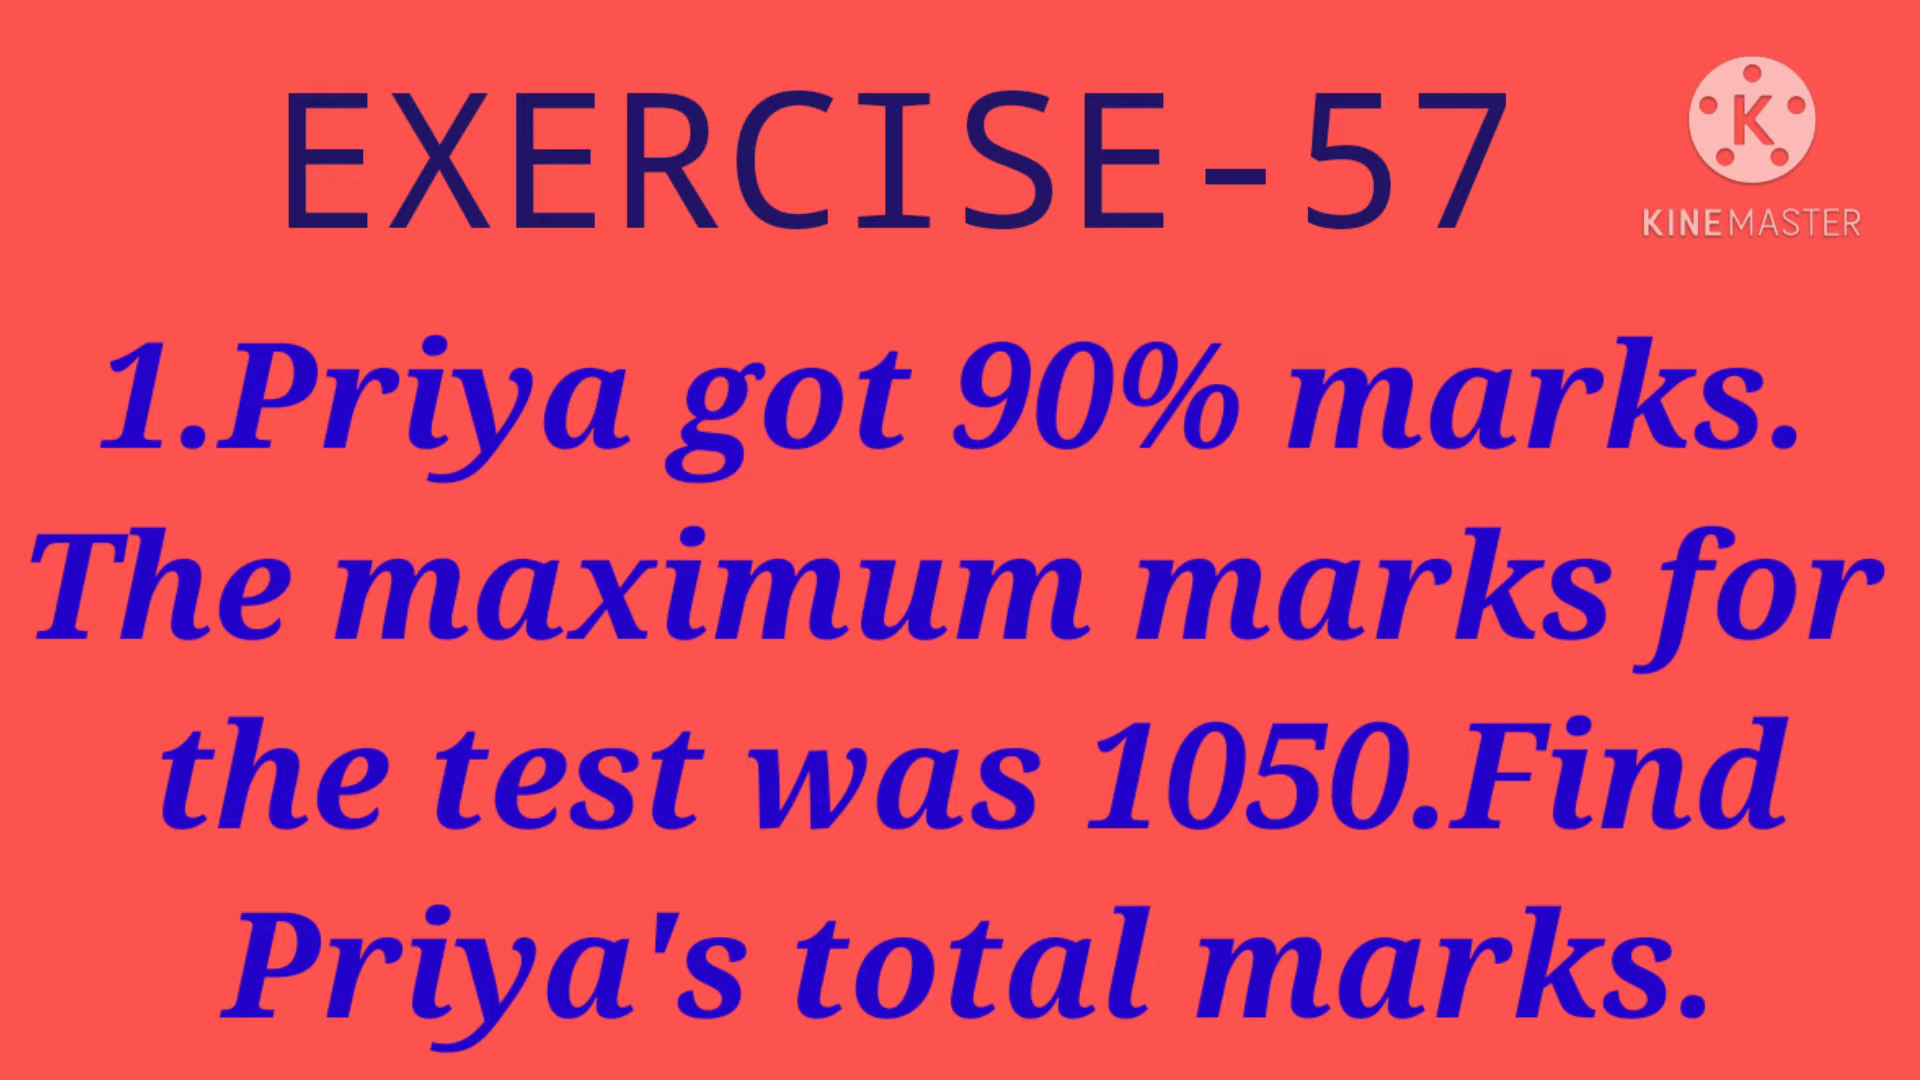 EXERCISE-57
K
KINEMASTER
1.Priya got 90% marks.
The maximum marks for
the test was 1050.Find
Priya's total marks.